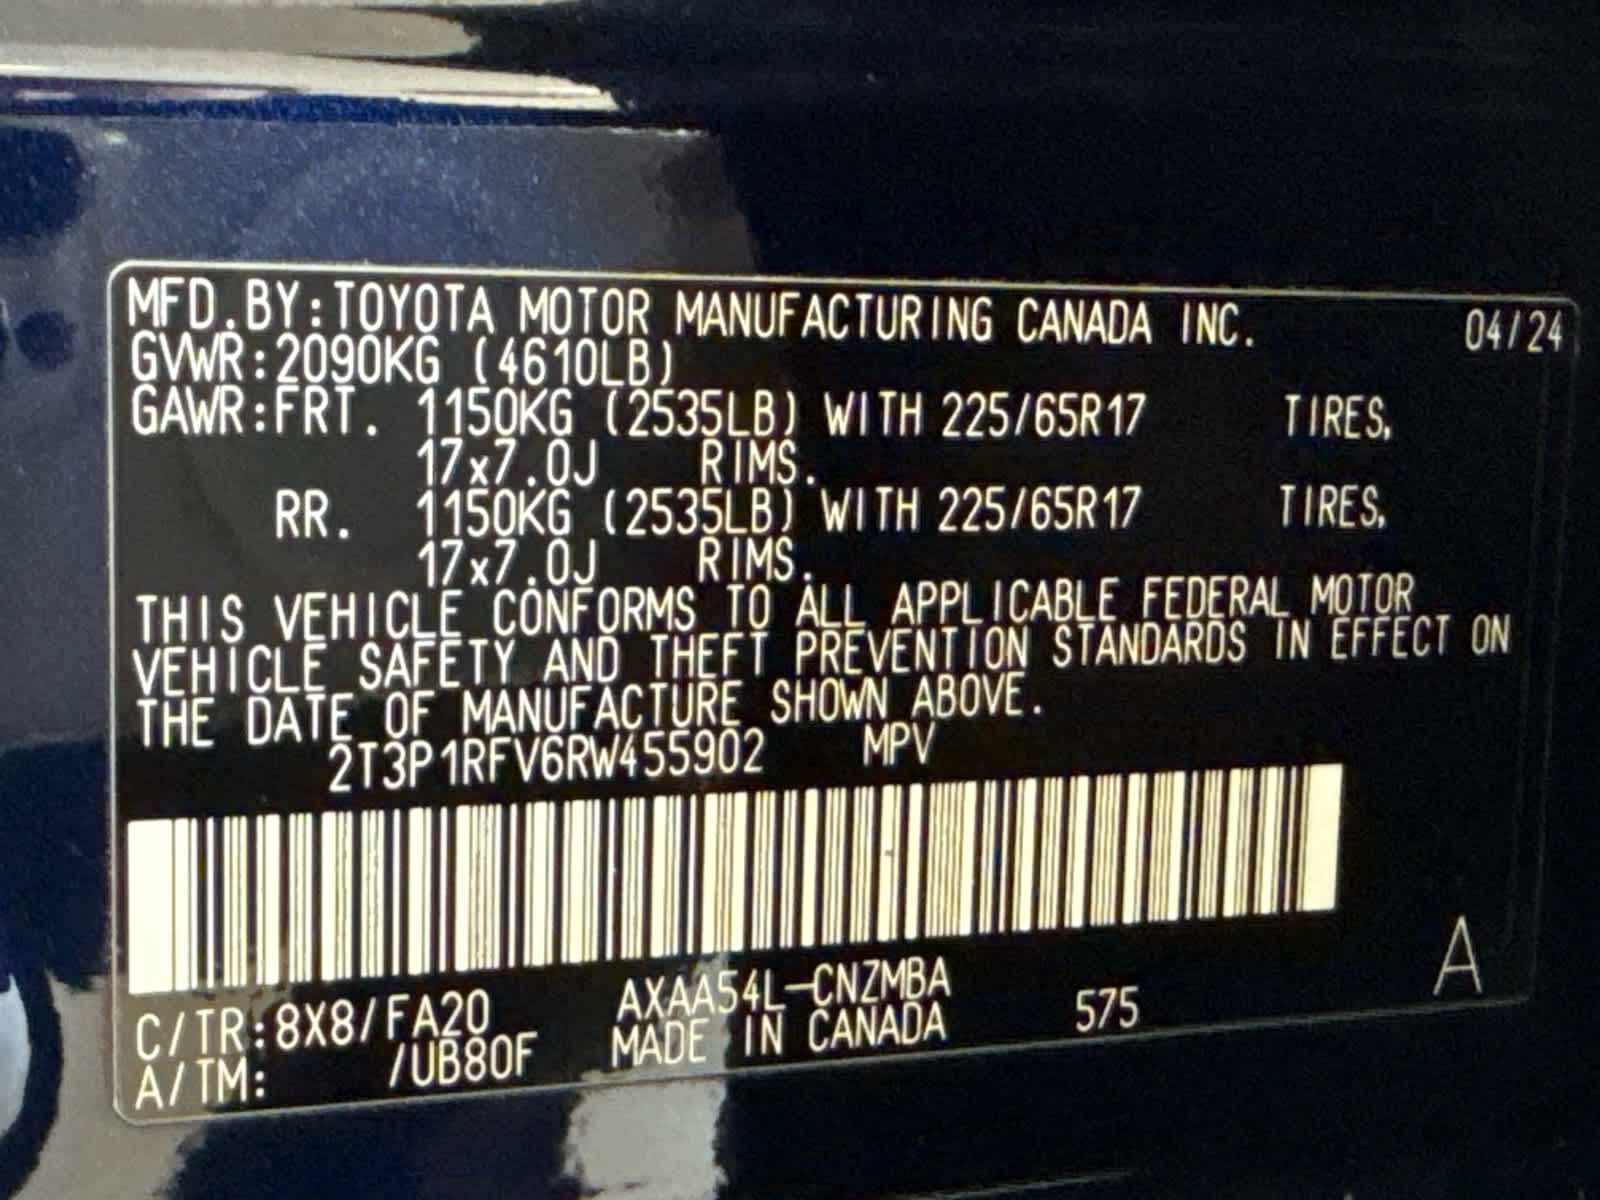 MFD.BY:TOYOTA MOTOR MANUFACTURING CANADA INC. 04/24
GVWR:2090KG (4610LB)
GAWR:FRT. 1150KG (2535LB) WITH 225/65R17 TIRES,
17x7.0J RIMS.
RR. 1150KG (2535LB) WITH 225/65R17 TIRES,
17x7.0J RIMS.
THIS VEHICLE CONFORMS TO ALL APPLICABLE FEDERAL MOTOR
VEHICLE SAFETY AND THEFT PREVENTION STANDARDS IN EFFECT ON
THE DATE OF MANUFACTURE SHOWN ABOVE.
2T3P1RFV6RW455902 MPV
C/TR:8X8/FA20 AXAA54L-CNZMBA 575 A
A/TM: /UB80F MADE IN CANADA